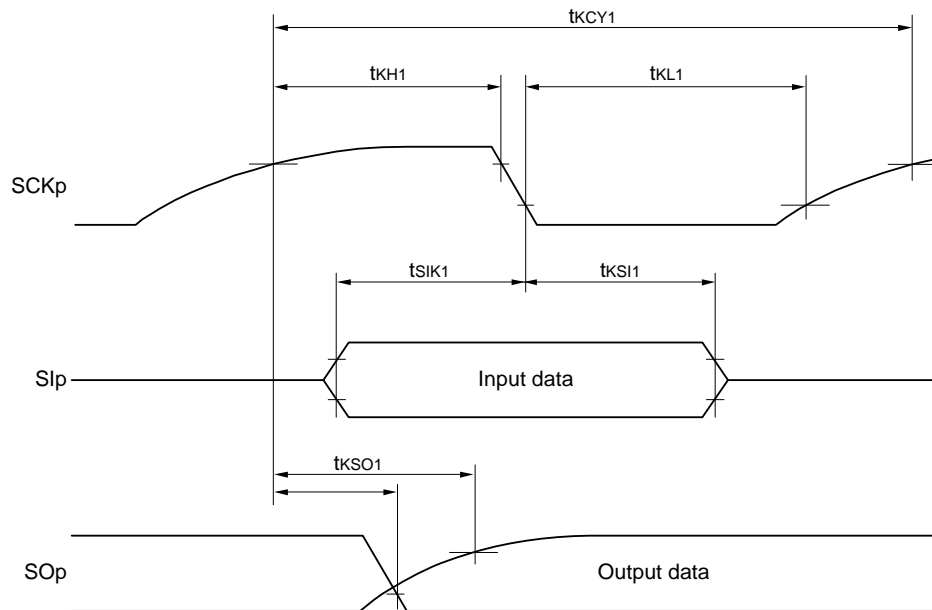 tKCY1
tKH1
tKL1
SCKp
tSIK1
tKSI1
SIp
Input data
tKSO1
SOp
Output data